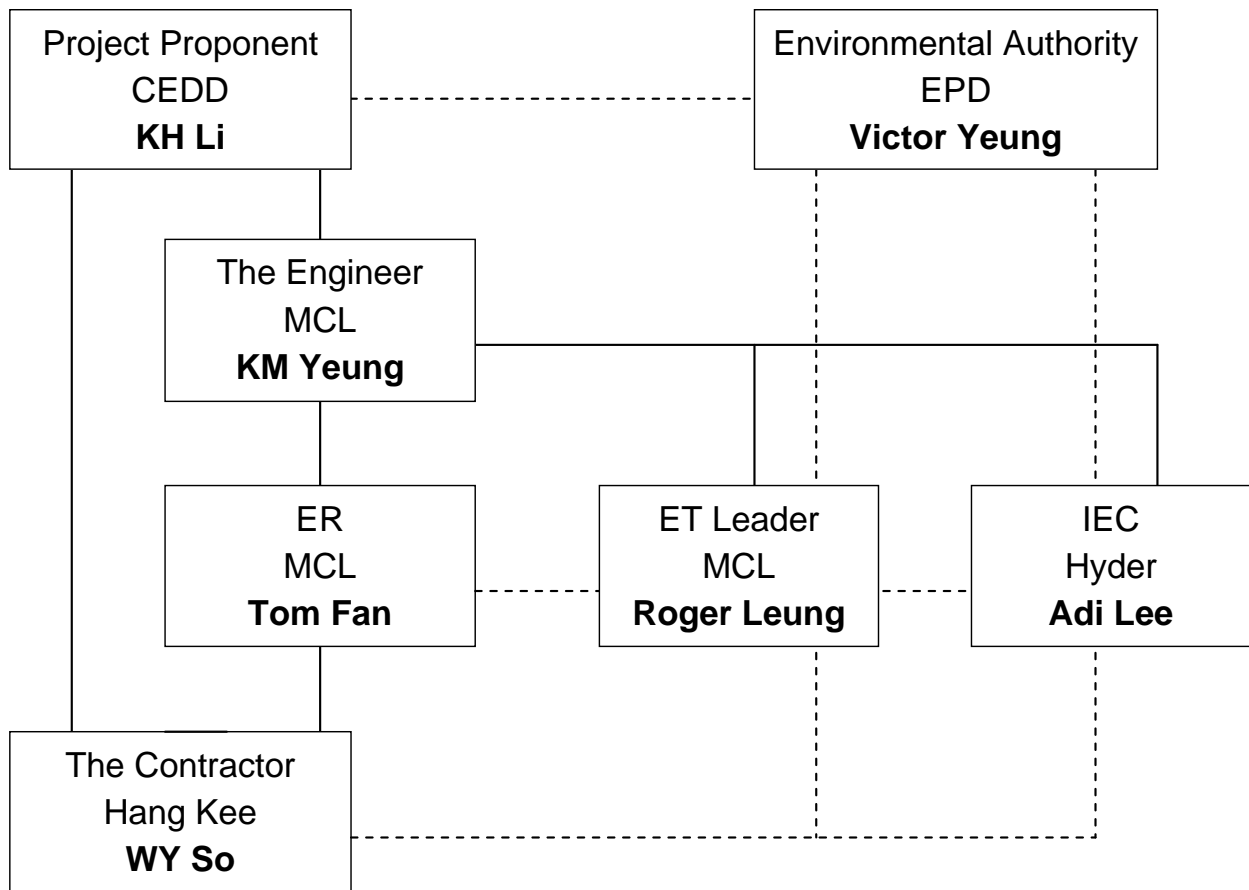 Project Proponent
CEDD
KH Li
Environmental Authority
EPD
Victor Yeung
The Engineer
MCL
KM Yeung
ER
MCL
Tom Fan
ET Leader
MCL
Roger Leung
IEC
Hyder
Adi Lee
The Contractor
Hang Kee
WY So